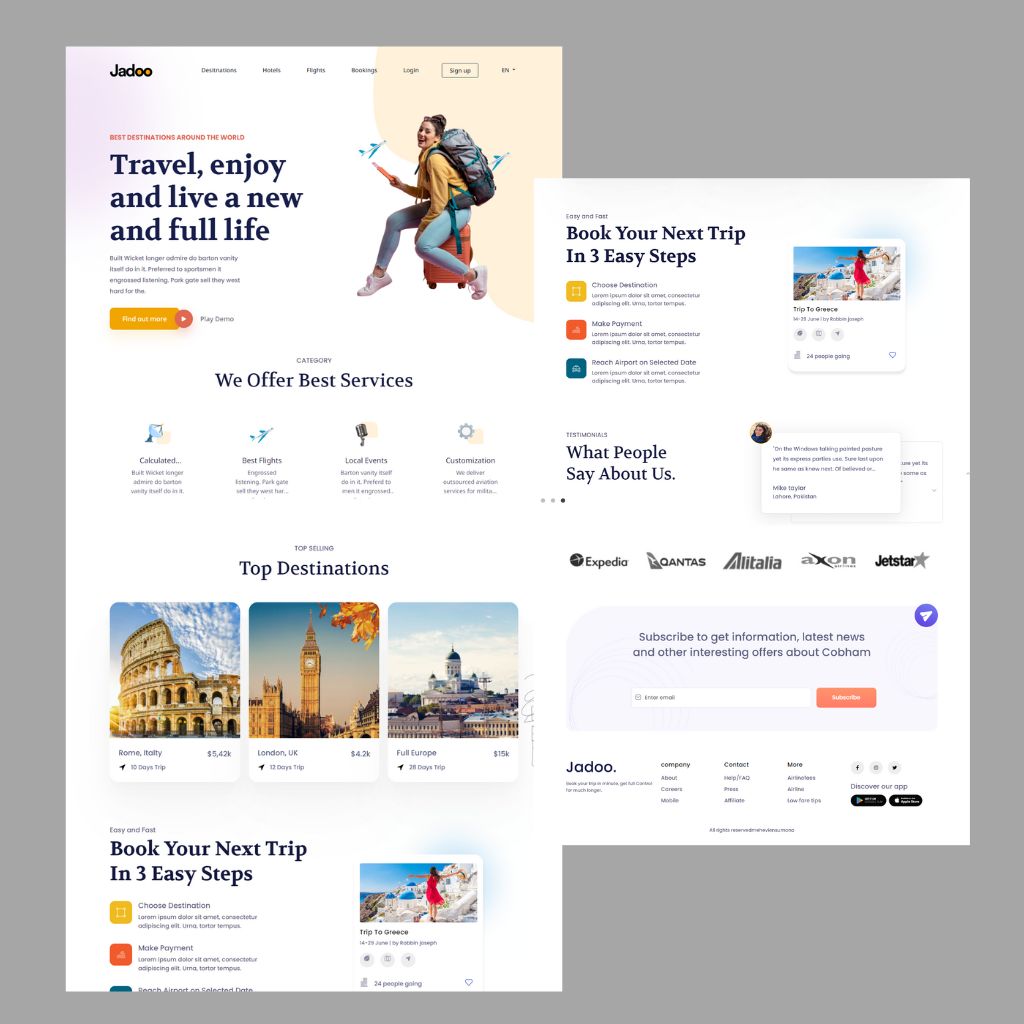 Jadoo
Desitnations
Hotels
Flights
Bookings
Login
Sign up
EN
BEST DESTINATIONS AROUND THE WORLD
Travel, enjoy
and live a new
and full life
Built Wicket longer admire do barton vanity
itself do in it. Preferred to sportsmen it
engrossed listening. Park gate sell they west
hard for the.
Find out more
Play Demo
CATEGORY
We Offer Best Services
Calculated...
Built Wicket longer
admire do barton
vanity itself do in it.
Best Flights
Engrossed
listening. Park gate
sell they west har...
Local Events
Barton vanity itself
do in it. Preferd to
men it engrossed..
Customization
We deliver
outsourced aviation
services for milita...
TOP SELLING
Top Destinations
Rome, Italty
$5,42k
10 Days Trip
London, UK
$4.2k
12 Days Trip
Full Europe
$15k
28 Days Trip
Easy and Fast
Book Your Next Trip
In 3 Easy Steps
Choose Destination
Lorem ipsum dolor sit amet, consectetur
adipiscing elit. Urna, tortor tempus.
Make Payment
Lorem ipsum dolor sit amet, consectetur
adipiscing elit. Urna, tortor tempus.
Reach Airport on Selected Date
Trip To Greece
14-29 June | by Robbin joseph
24 people going
Easy and Fast
Book Your Next Trip
In 3 Easy Steps
Choose Destination
Lorem ipsum dolor sit amet, consectetur
adipiscing elit. Urna, tortor tempus.
Make Payment
Lorem ipsum dolor sit amet, consectetur
adipiscing elit. Urna, tortor tempus.
Reach Airport on Selected Date
Lorem ipsum dolor sit amet, consectetur
adipiscing elit. Urna, tortor tempus.
Trip To Greece
14-29 June | by Robbin joseph
24 people going
TESTIMONIALS
What People
Say About Us.
"On the Windows talking painted pasture
yet its express parties use. Sure last upon
he same as knew next. Of believed or...
Mike taylor
Lahore, Pakistan
ure yet its
some as
Expedia
QANTAS
Alitalia
axon
airlines
Jetstar
Subscribe to get information, latest news
and other interesting offers about Cobham
Enter email
Subscribe
Jadoo.
Book your trip in minute, get full Control
for much longer.
company
About
Careers
Mobile
Contact
Help/FAQ
Press
Affiliate
More
Airlinefees
Airline
Low fare tips
Discover our app
GET IT ON
GOOGLE PLAY
Apple Store
All rights reservedmehevlensumona